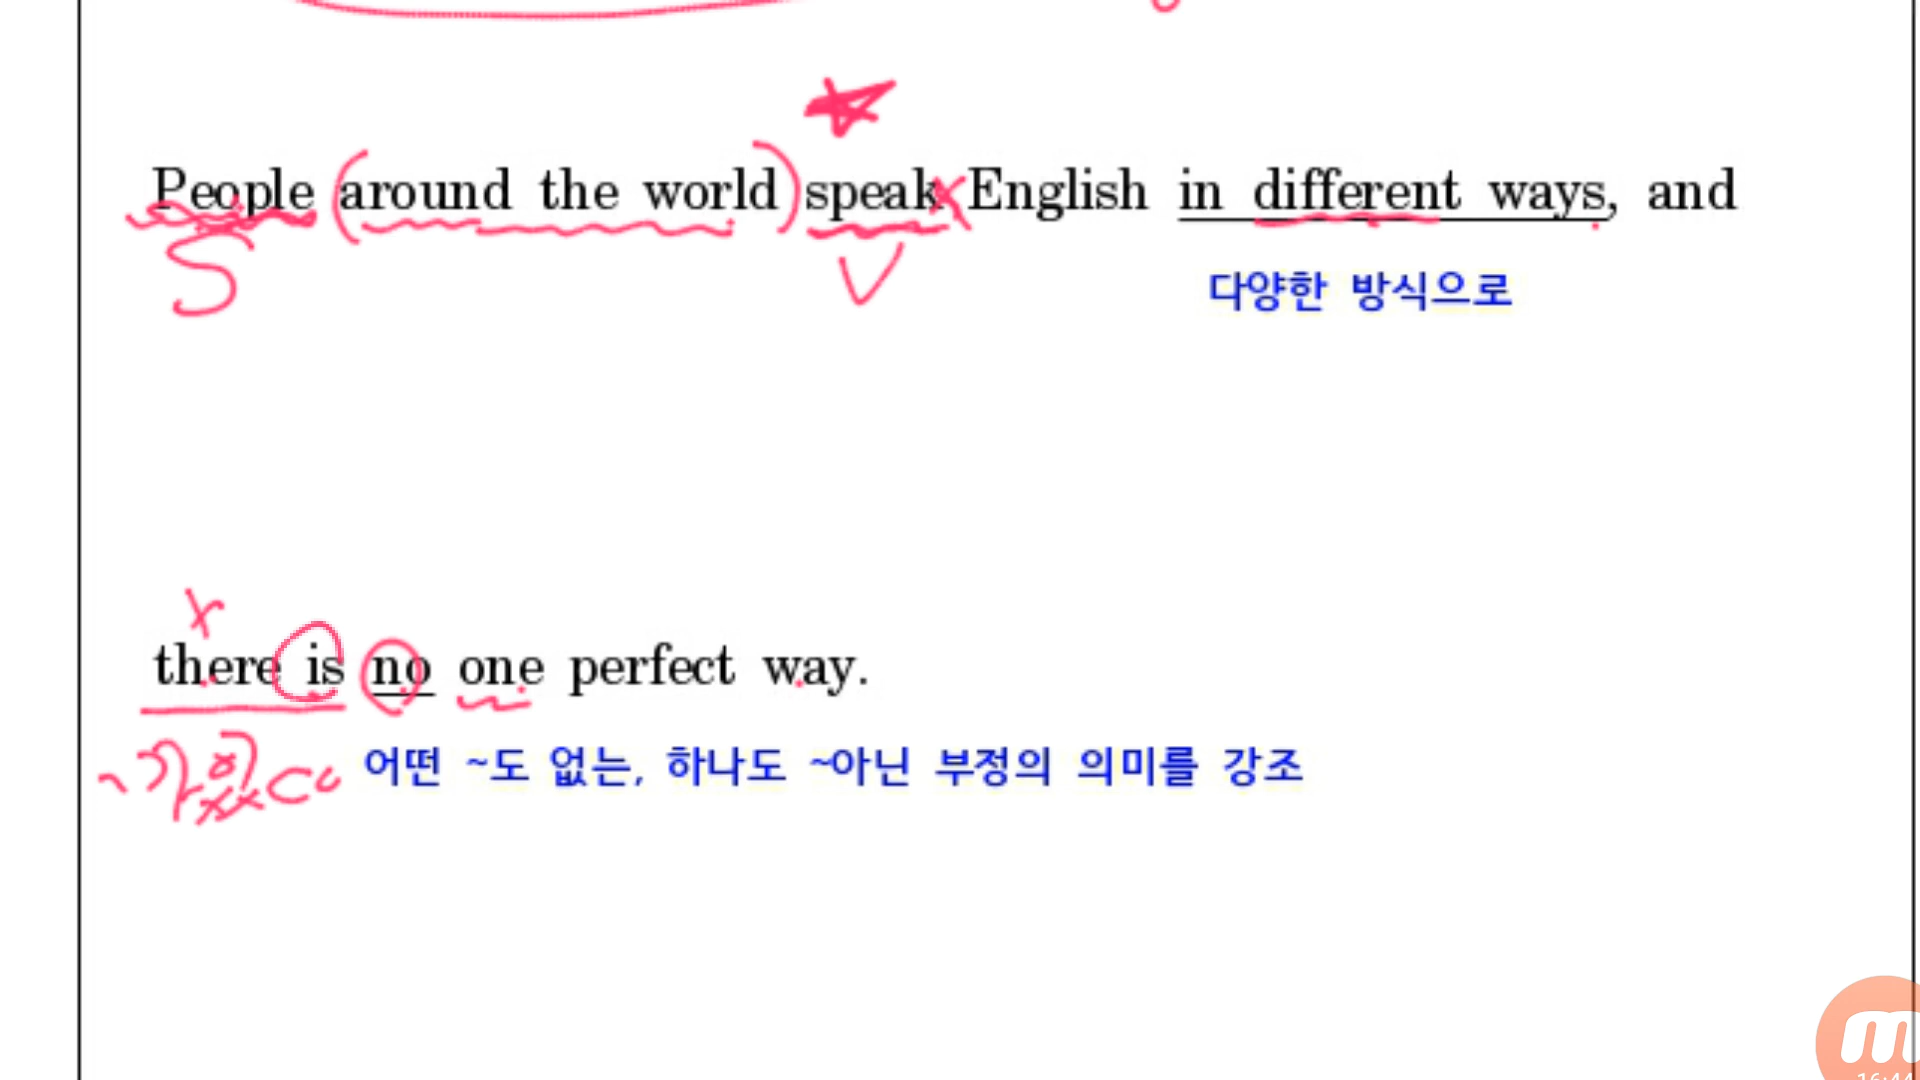 People (around the world) speak English in different ways, and
S V
다양한 방식으로
there is no one perfect way.
~가 있다 어떤 ~도 없는, 하나도 ~아닌 부정의 의미를 강조